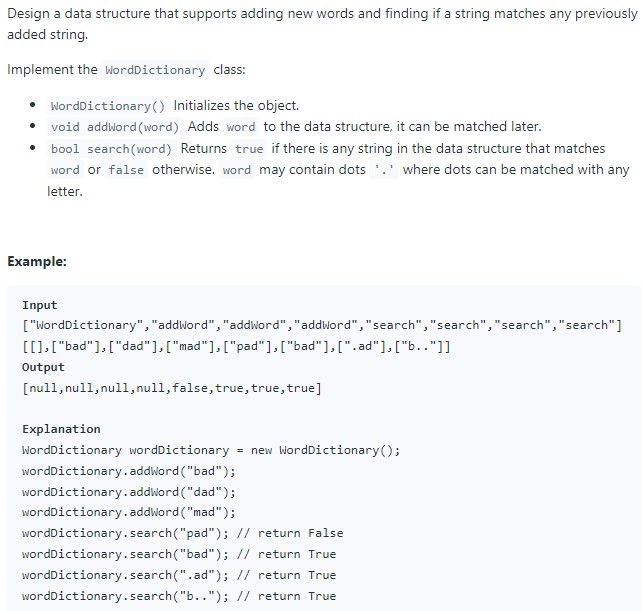 Design a data structure that supports adding new words and finding if a string matches any previously
added string.
Implement the WordDictionary class:
• WordDictionary() Initializes the object.
• void addWord(word) Adds word to the data structure, it can be matched later.
• bool search(word) Returns true if there is any string in the data structure that matches
word or false otherwise. word may contain dots '.' where dots can be matched with any
letter.
Example:
Input
["WordDictionary","addWord","addWord","addWord","search","search","search","search"]
[[],["bad"],["dad"],["mad"],["pad"],["bad"],[".ad"],["b.."]]
Output
[null,null,null,null,false,true,true,true]
Explanation
WordDictionary wordDictionary = new WordDictionary();
wordDictionary.addWord("bad");
wordDictionary.addWord("dad");
wordDictionary.addWord("mad");
wordDictionary.search("pad"); // return False
wordDictionary.search("bad"); // return True
wordDictionary.search(".ad"); // return True
wordDictionary.search("b.."); // return True